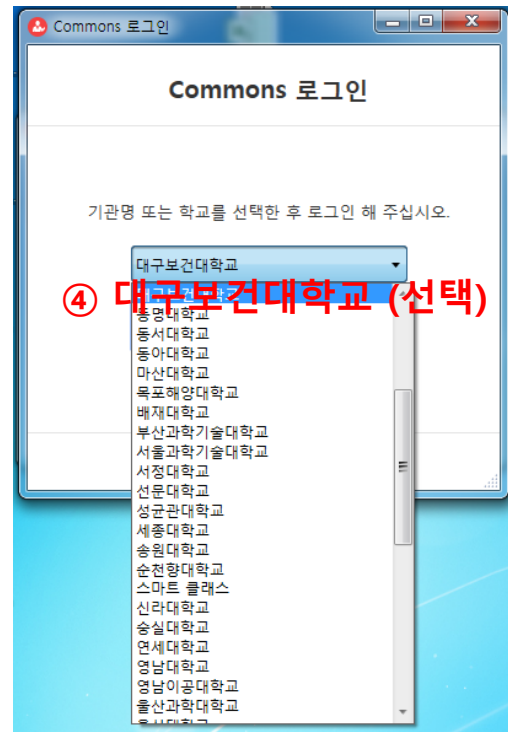 Commons 로그인
Commons 로그인
기관명 또는 학교를 선택한 후 로그인 해 주십시오.
대구보건대학교
④ 대구보건대학교 (선택)
동명대학교
동서대학교
동아대학교
마산대학교
목포해양대학교
배재대학교
부산과학기술대학교
서울과학기술대학교
서정대학교
선문대학교
성균관대학교
세종대학교
송원대학교
순천향대학교
스마트 클래스
신라대학교
숭실대학교
연세대학교
영남대학교
영남이공대학교
울산과학대학교